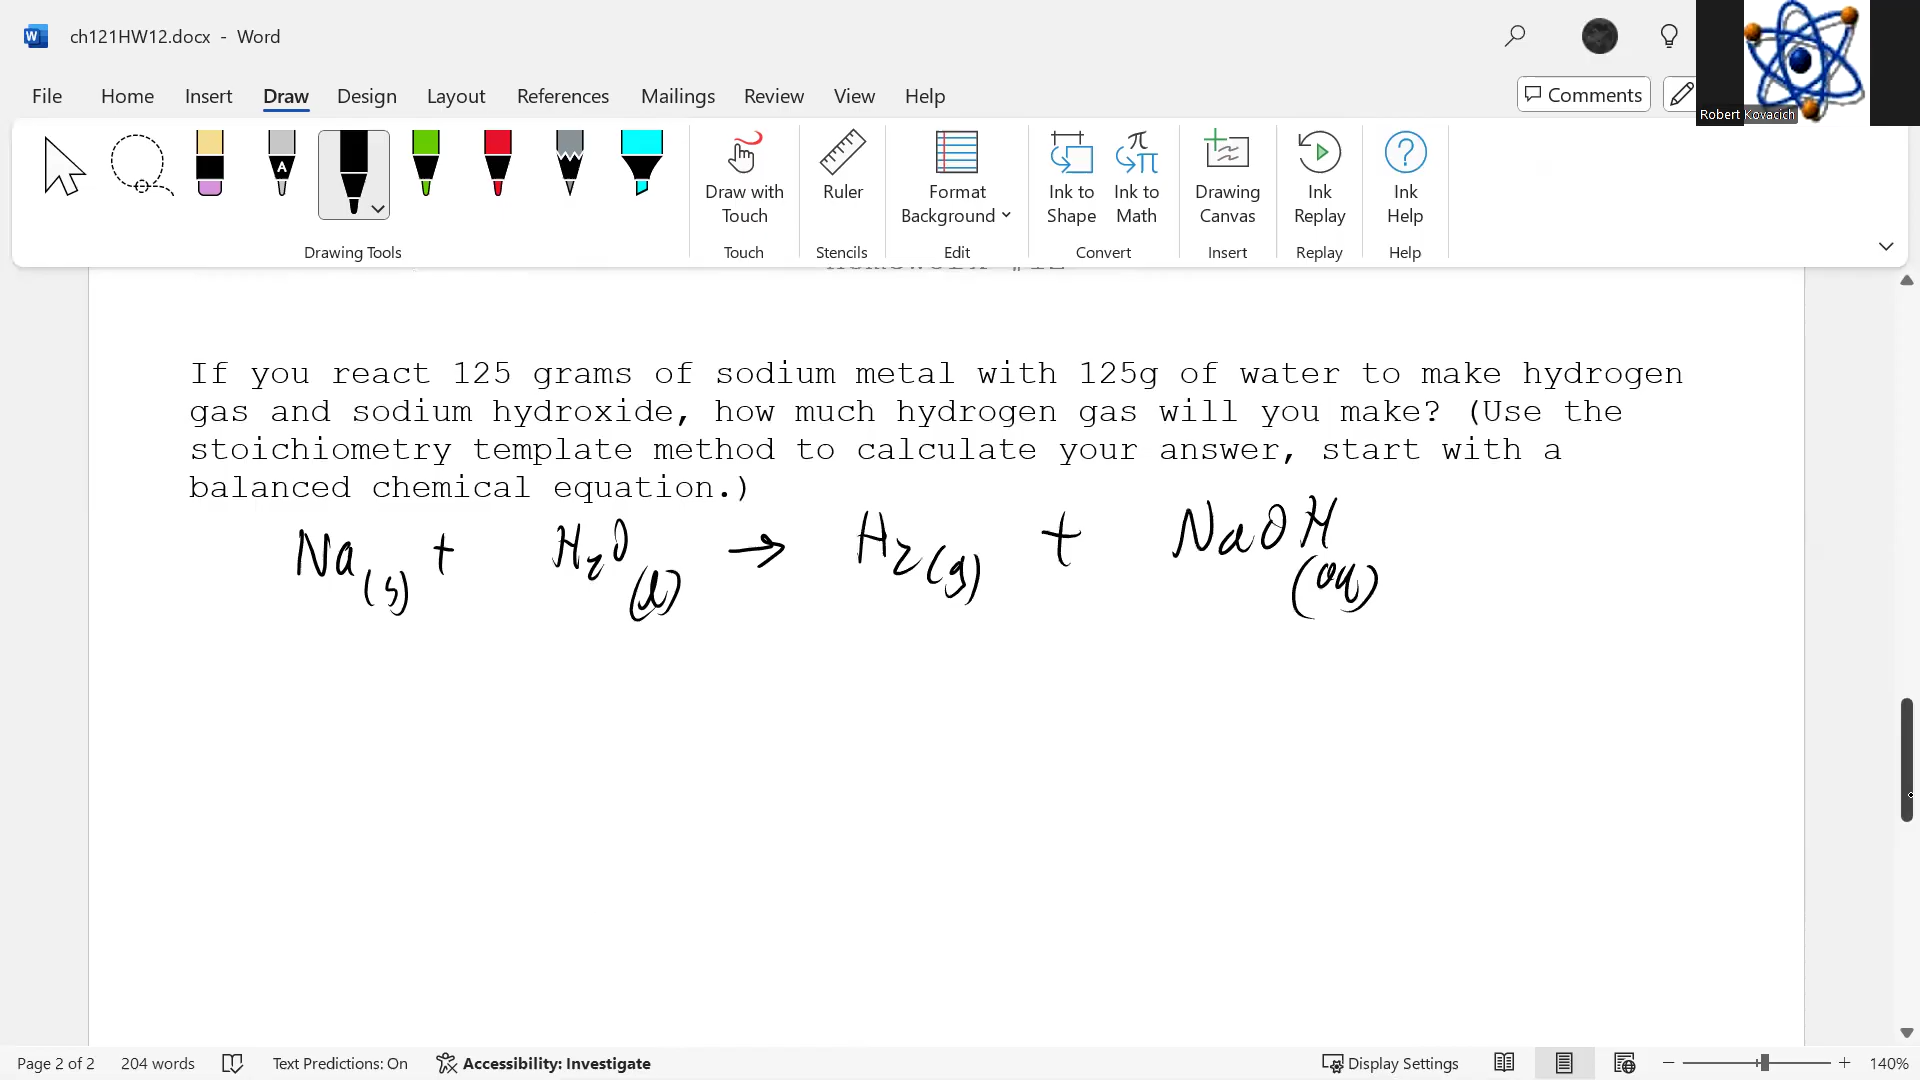 ch121HW12.docx - Word
Robert Kovacich
File Home Insert Draw Design Layout References Mailings Review View Help Comments
A
Draw with Touch
Ruler
Format Background
Ink to Shape
Ink to Math
Drawing Canvas
Ink Replay
Ink Help
Drawing Tools Touch Stencils Edit Convert Insert Replay Help
If you react 125 grams of sodium metal with 125g of water to make hydrogen
gas and sodium hydroxide, how much hydrogen gas will you make? (Use the
stoichiometry template method to calculate your answer, start with a
balanced chemical equation.)
Na(s) + H2O(l) → H2(g) + NaOH(aq)
Page 2 of 2 204 words Text Predictions: On Accessibility: Investigate Display Settings 140%